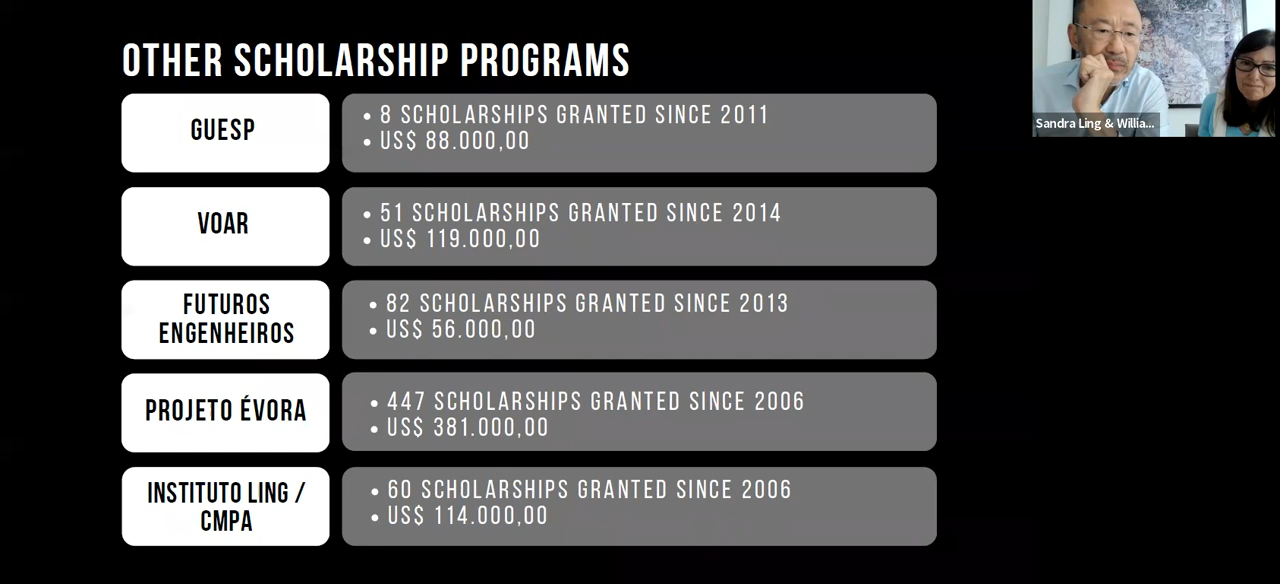 OTHER SCHOLARSHIP PROGRAMS
GUESP
• 8 SCHOLARSHIPS GRANTED SINCE 2011
• US$ 88.000,00
VOAR
• 51 SCHOLARSHIPS GRANTED SINCE 2014
• US$ 119.000,00
FUTUROS
ENGENHEIROS
• 82 SCHOLARSHIPS GRANTED SINCE 2013
• US$ 56.000,00
PROJETO ÉVORA
• 447 SCHOLARSHIPS GRANTED SINCE 2006
• US$ 381.000,00
INSTITUTO LING /
CMPA
• 60 SCHOLARSHIPS GRANTED SINCE 2006
• US$ 114.000,00
Sandra Ling & Willia...